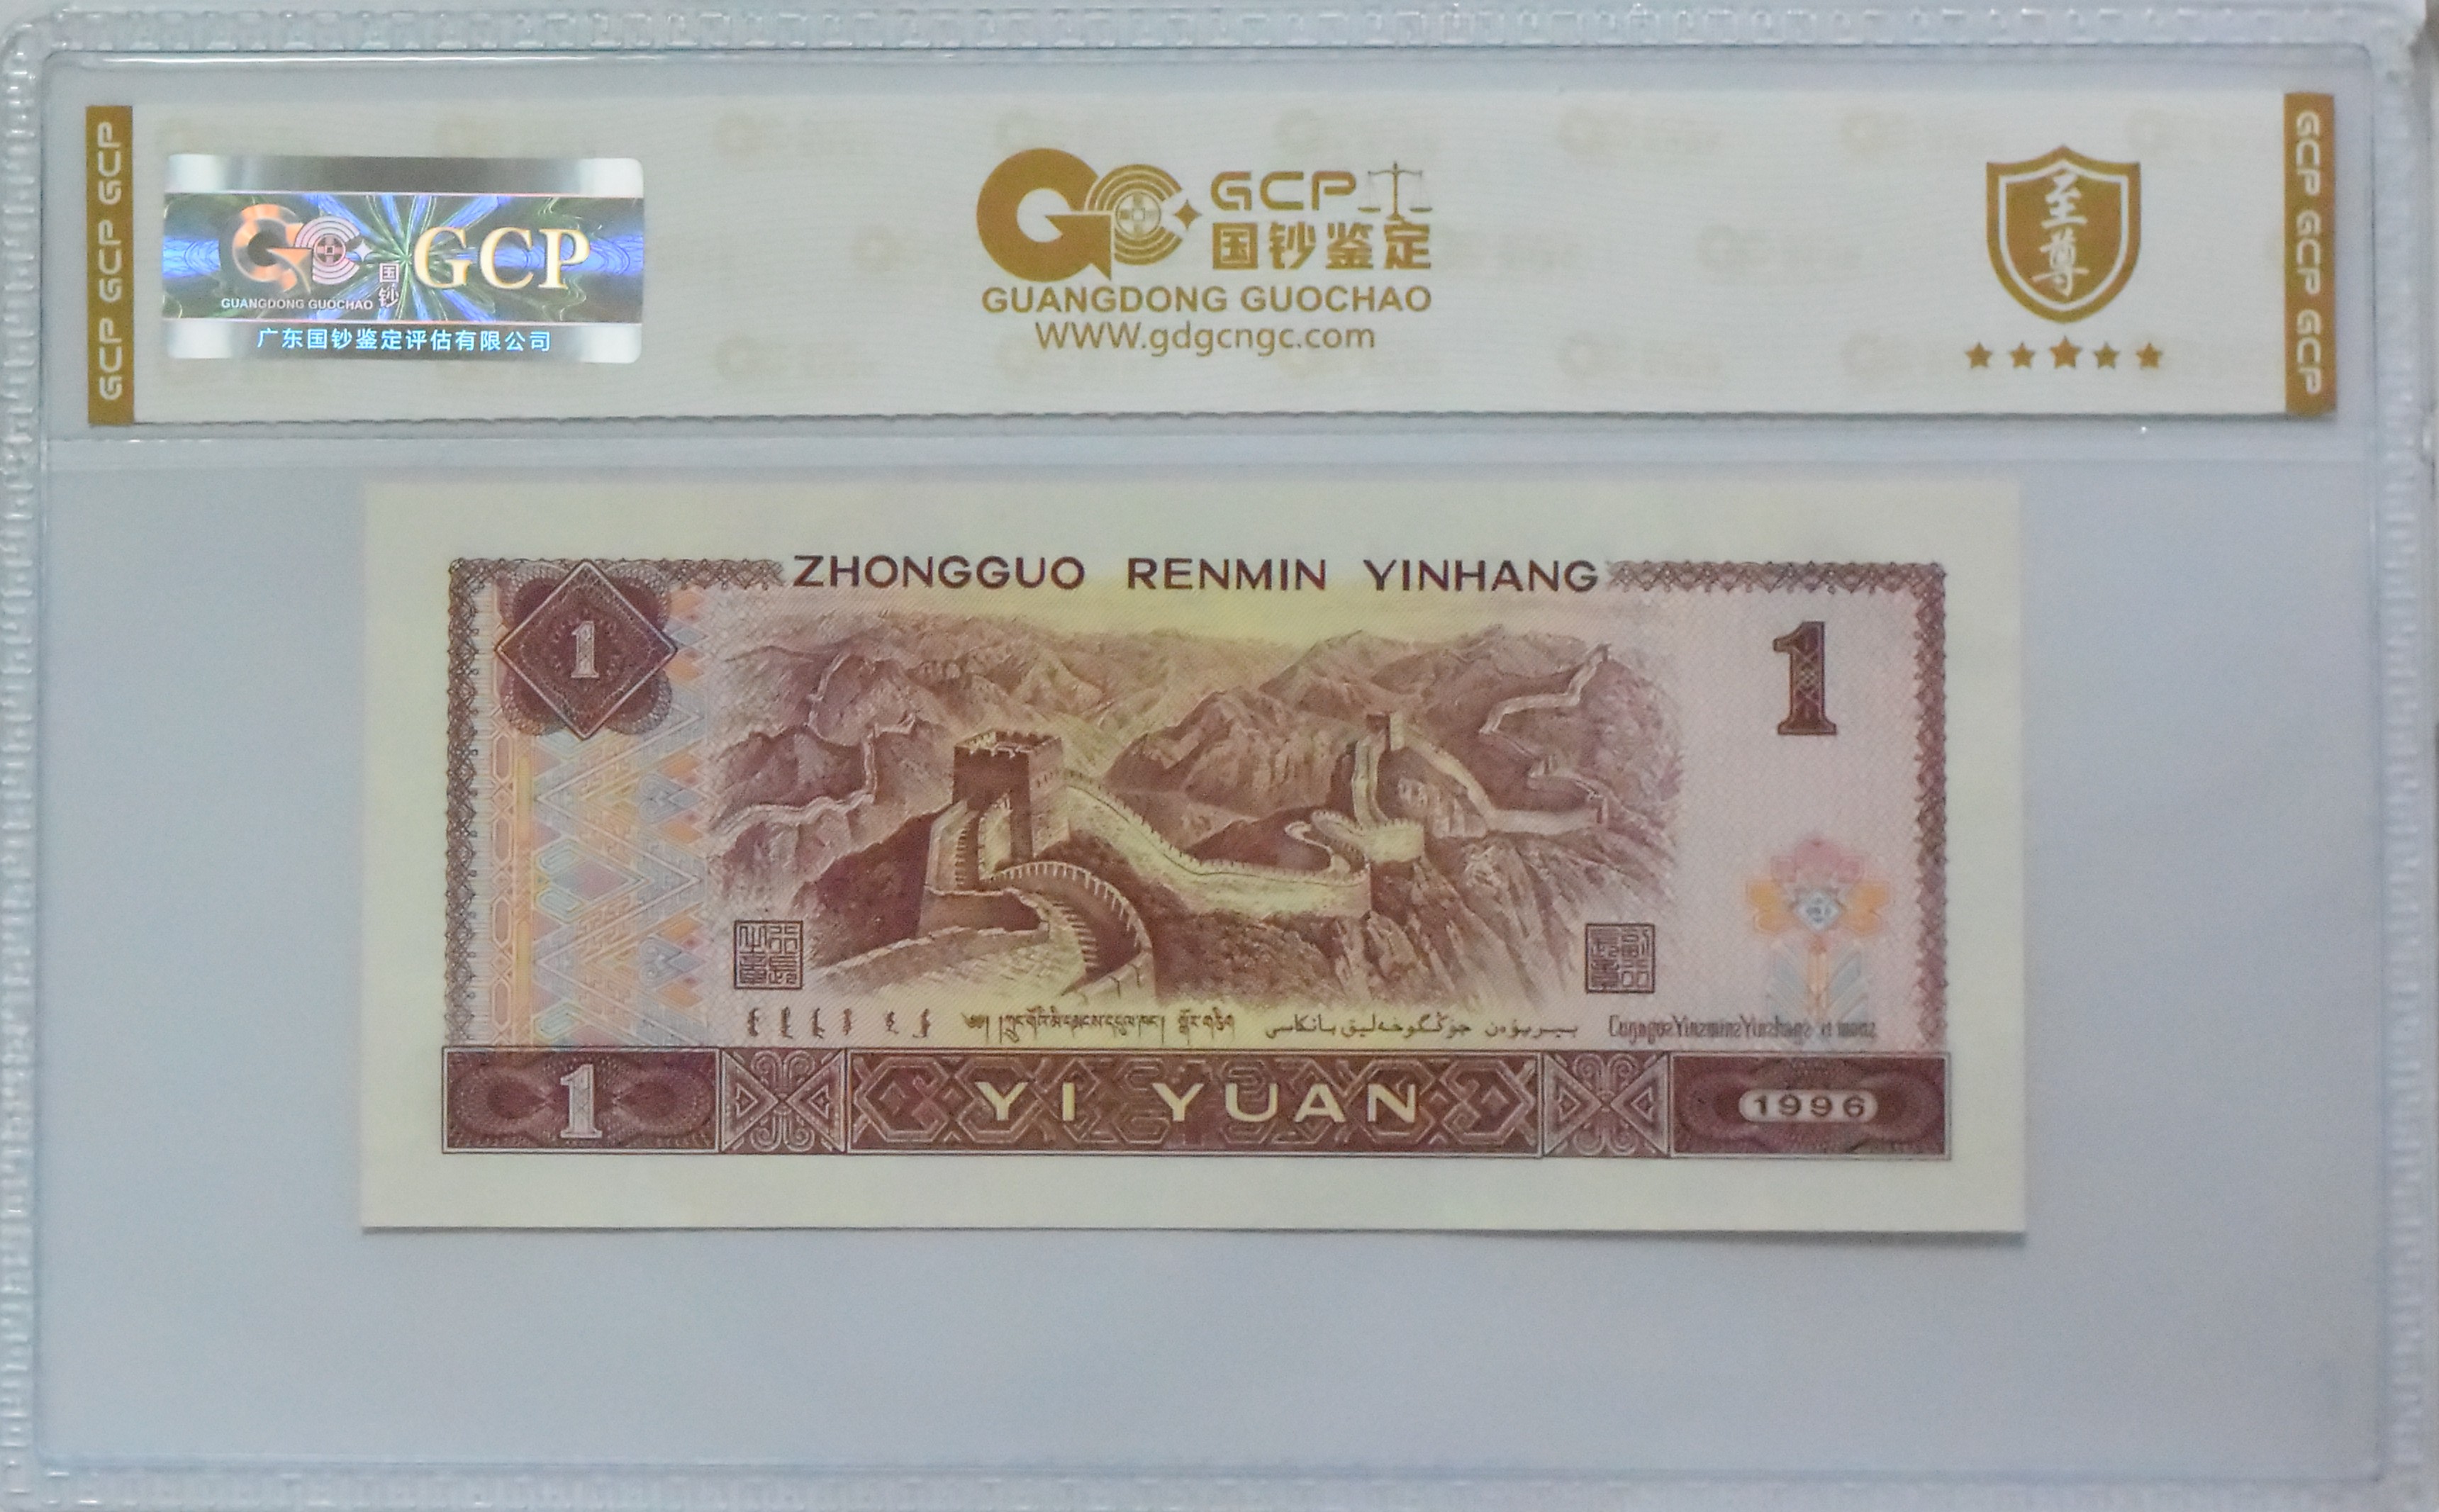 GCP GCP GCP
GCP
国钞
GUANGDONG GUOCHAO
广东国钞鉴定评估有限公司
GCP
国钞鉴定
GUANGDONG GUOCHAO
WWW.gdgcngc.com
至尊
GCP GCP GCP
ZHONGGUO RENMIN YINHANG
1
1
1
YI YUAN
1996